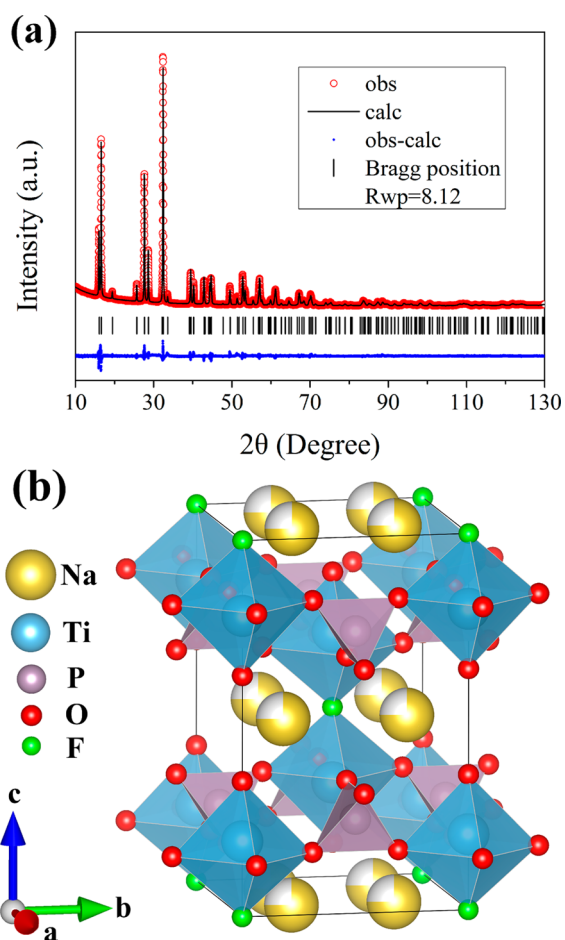 (a)
Intensity (a.u.)
obs
calc
obs-calc
Bragg position
Rwp=8.12
10 30 50 70 90 110 130
2θ (Degree)
(b)
Na
Ti
P
O
F
c
b
a